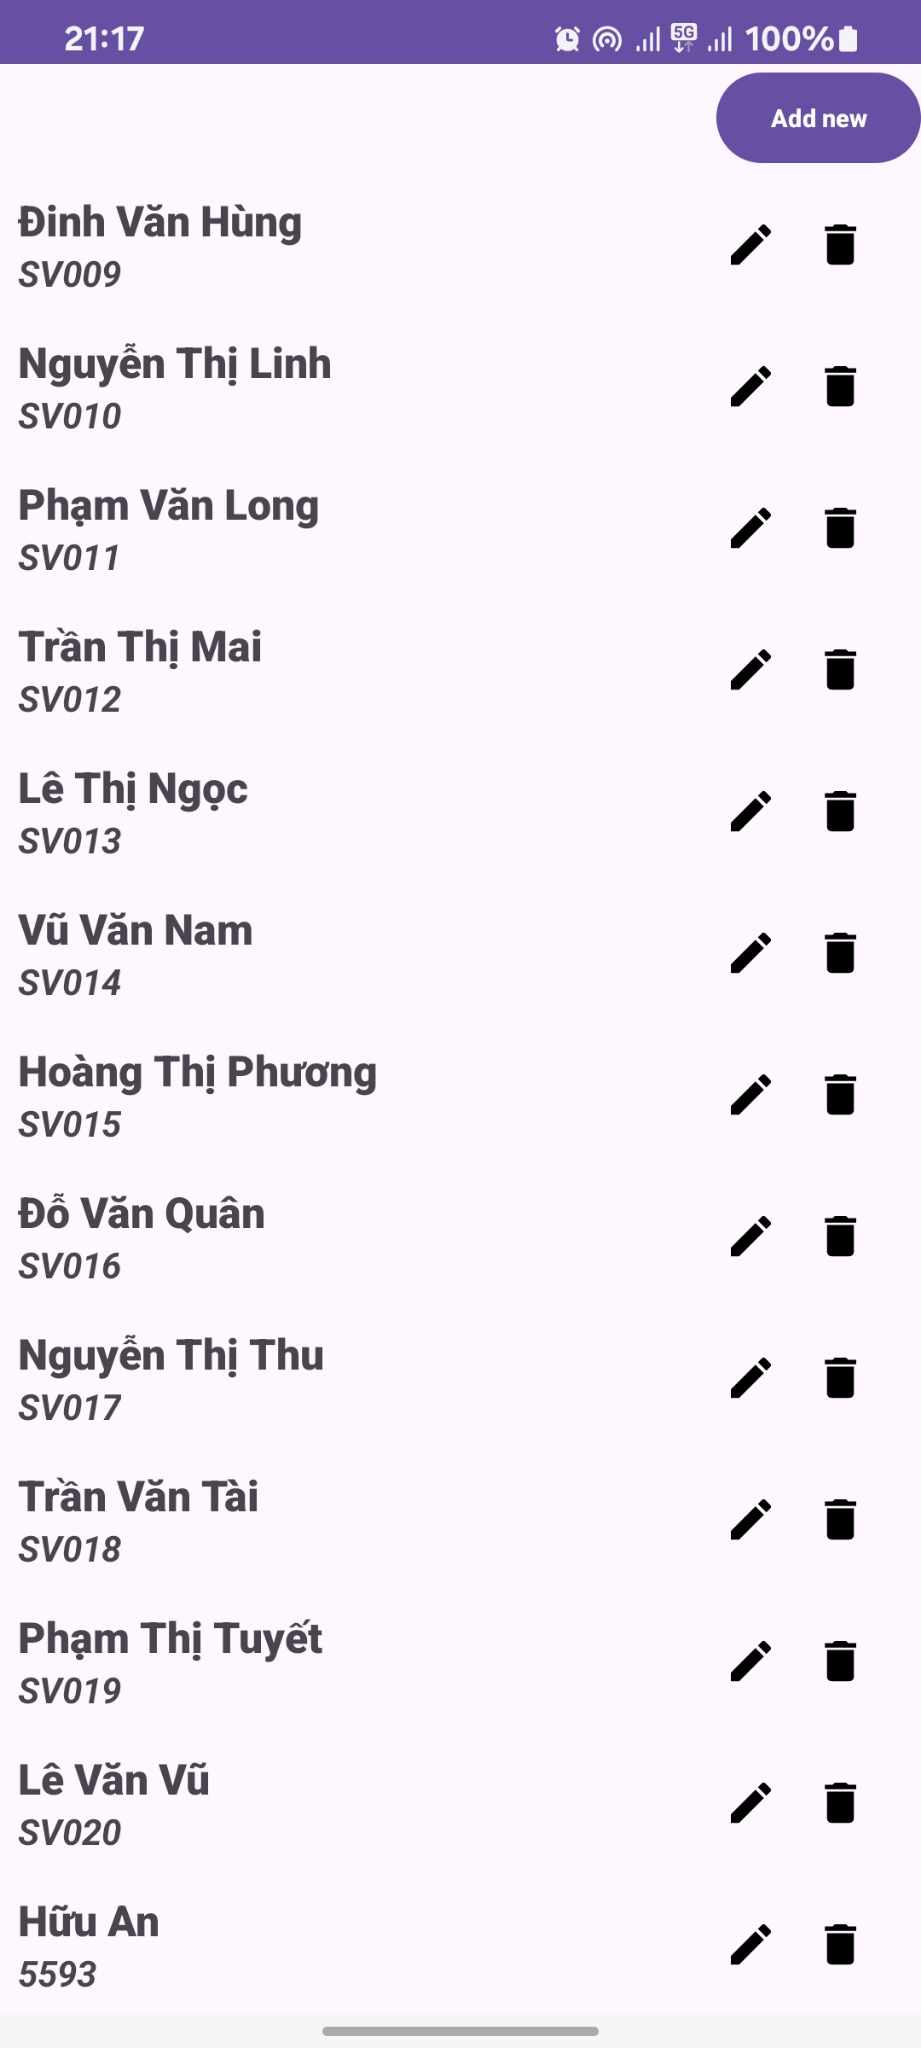 21:17
5G
100%
Add new
Đinh Văn Hùng
SV009
Nguyễn Thị Linh
SV010
Phạm Văn Long
SV011
Trần Thị Mai
SV012
Lê Thị Ngọc
SV013
Vũ Văn Nam
SV014
Hoàng Thị Phương
SV015
Đỗ Văn Quân
SV016
Nguyễn Thị Thu
SV017
Trần Văn Tài
SV018
Phạm Thị Tuyết
SV019
Lê Văn Vũ
SV020
Hữu An
5593